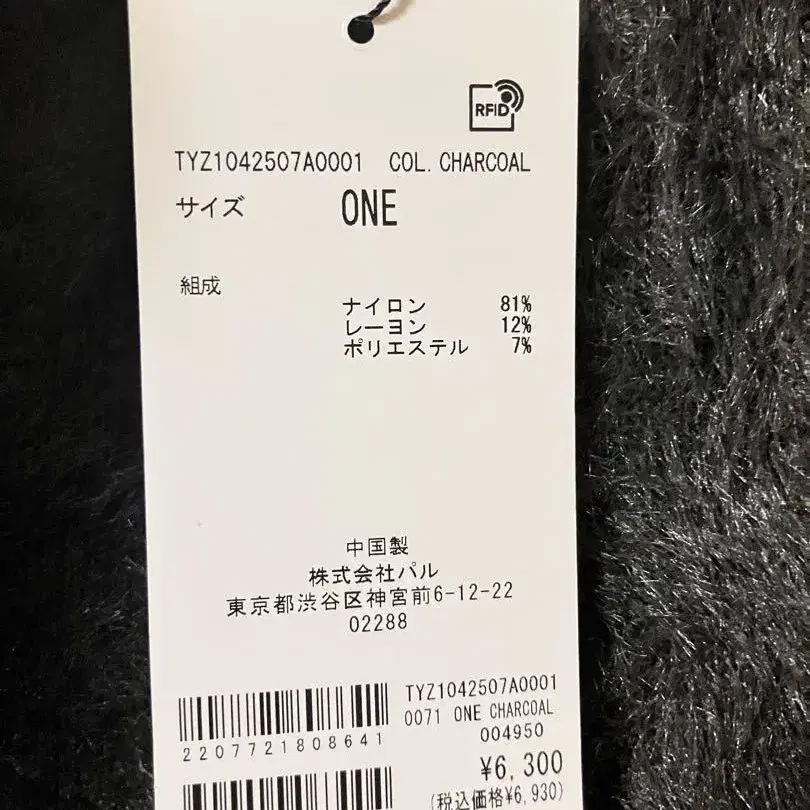 RFID
TYZ1042507A0001 COL. CHARCOAL
サイズ ONE
組成
ナイロン 81%
レーヨン 12%
ポリエステル 7%
中国製
株式会社パル
東京都渋谷区神宮前6-12-22
02288
TYZ1042507A0001
0071 ONE CHARCOAL
2207721808641
004950
¥6,300
(税込価格¥6,930)